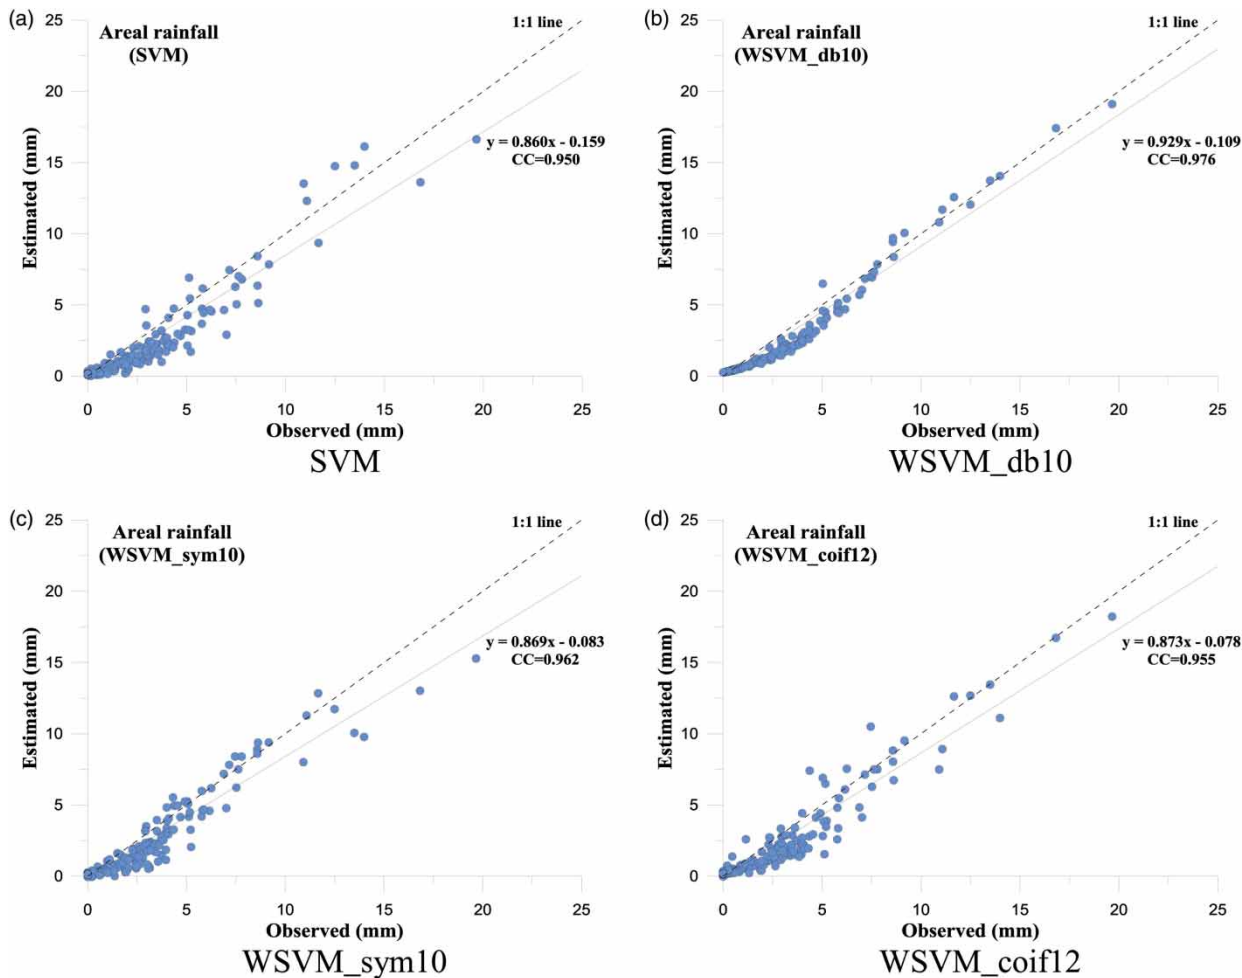 (a)
Areal rainfall
(SVM)
1:1 line
y = 0.860x - 0.159
CC=0.950
Estimated (mm)
25
20
15
10
5
0
0 5 10 15 20 25
Observed (mm)
SVM
(b)
Areal rainfall
(WSVM_db10)
1:1 line
y = 0.929x - 0.109
CC=0.976
Estimated (mm)
25
20
15
10
5
0
0 5 10 15 20 25
Observed (mm)
WSVM_db10
(c)
Areal rainfall
(WSVM_sym10)
1:1 line
y = 0.869x - 0.083
CC=0.962
Estimated (mm)
25
20
15
10
5
0
0 5 10 15 20 25
Observed (mm)
WSVM_sym10
(d)
Areal rainfall
(WSVM_coif12)
1:1 line
y = 0.873x - 0.078
CC=0.955
Estimated (mm)
25
20
15
10
5
0
0 5 10 15 20 25
Observed (mm)
WSVM_coif12